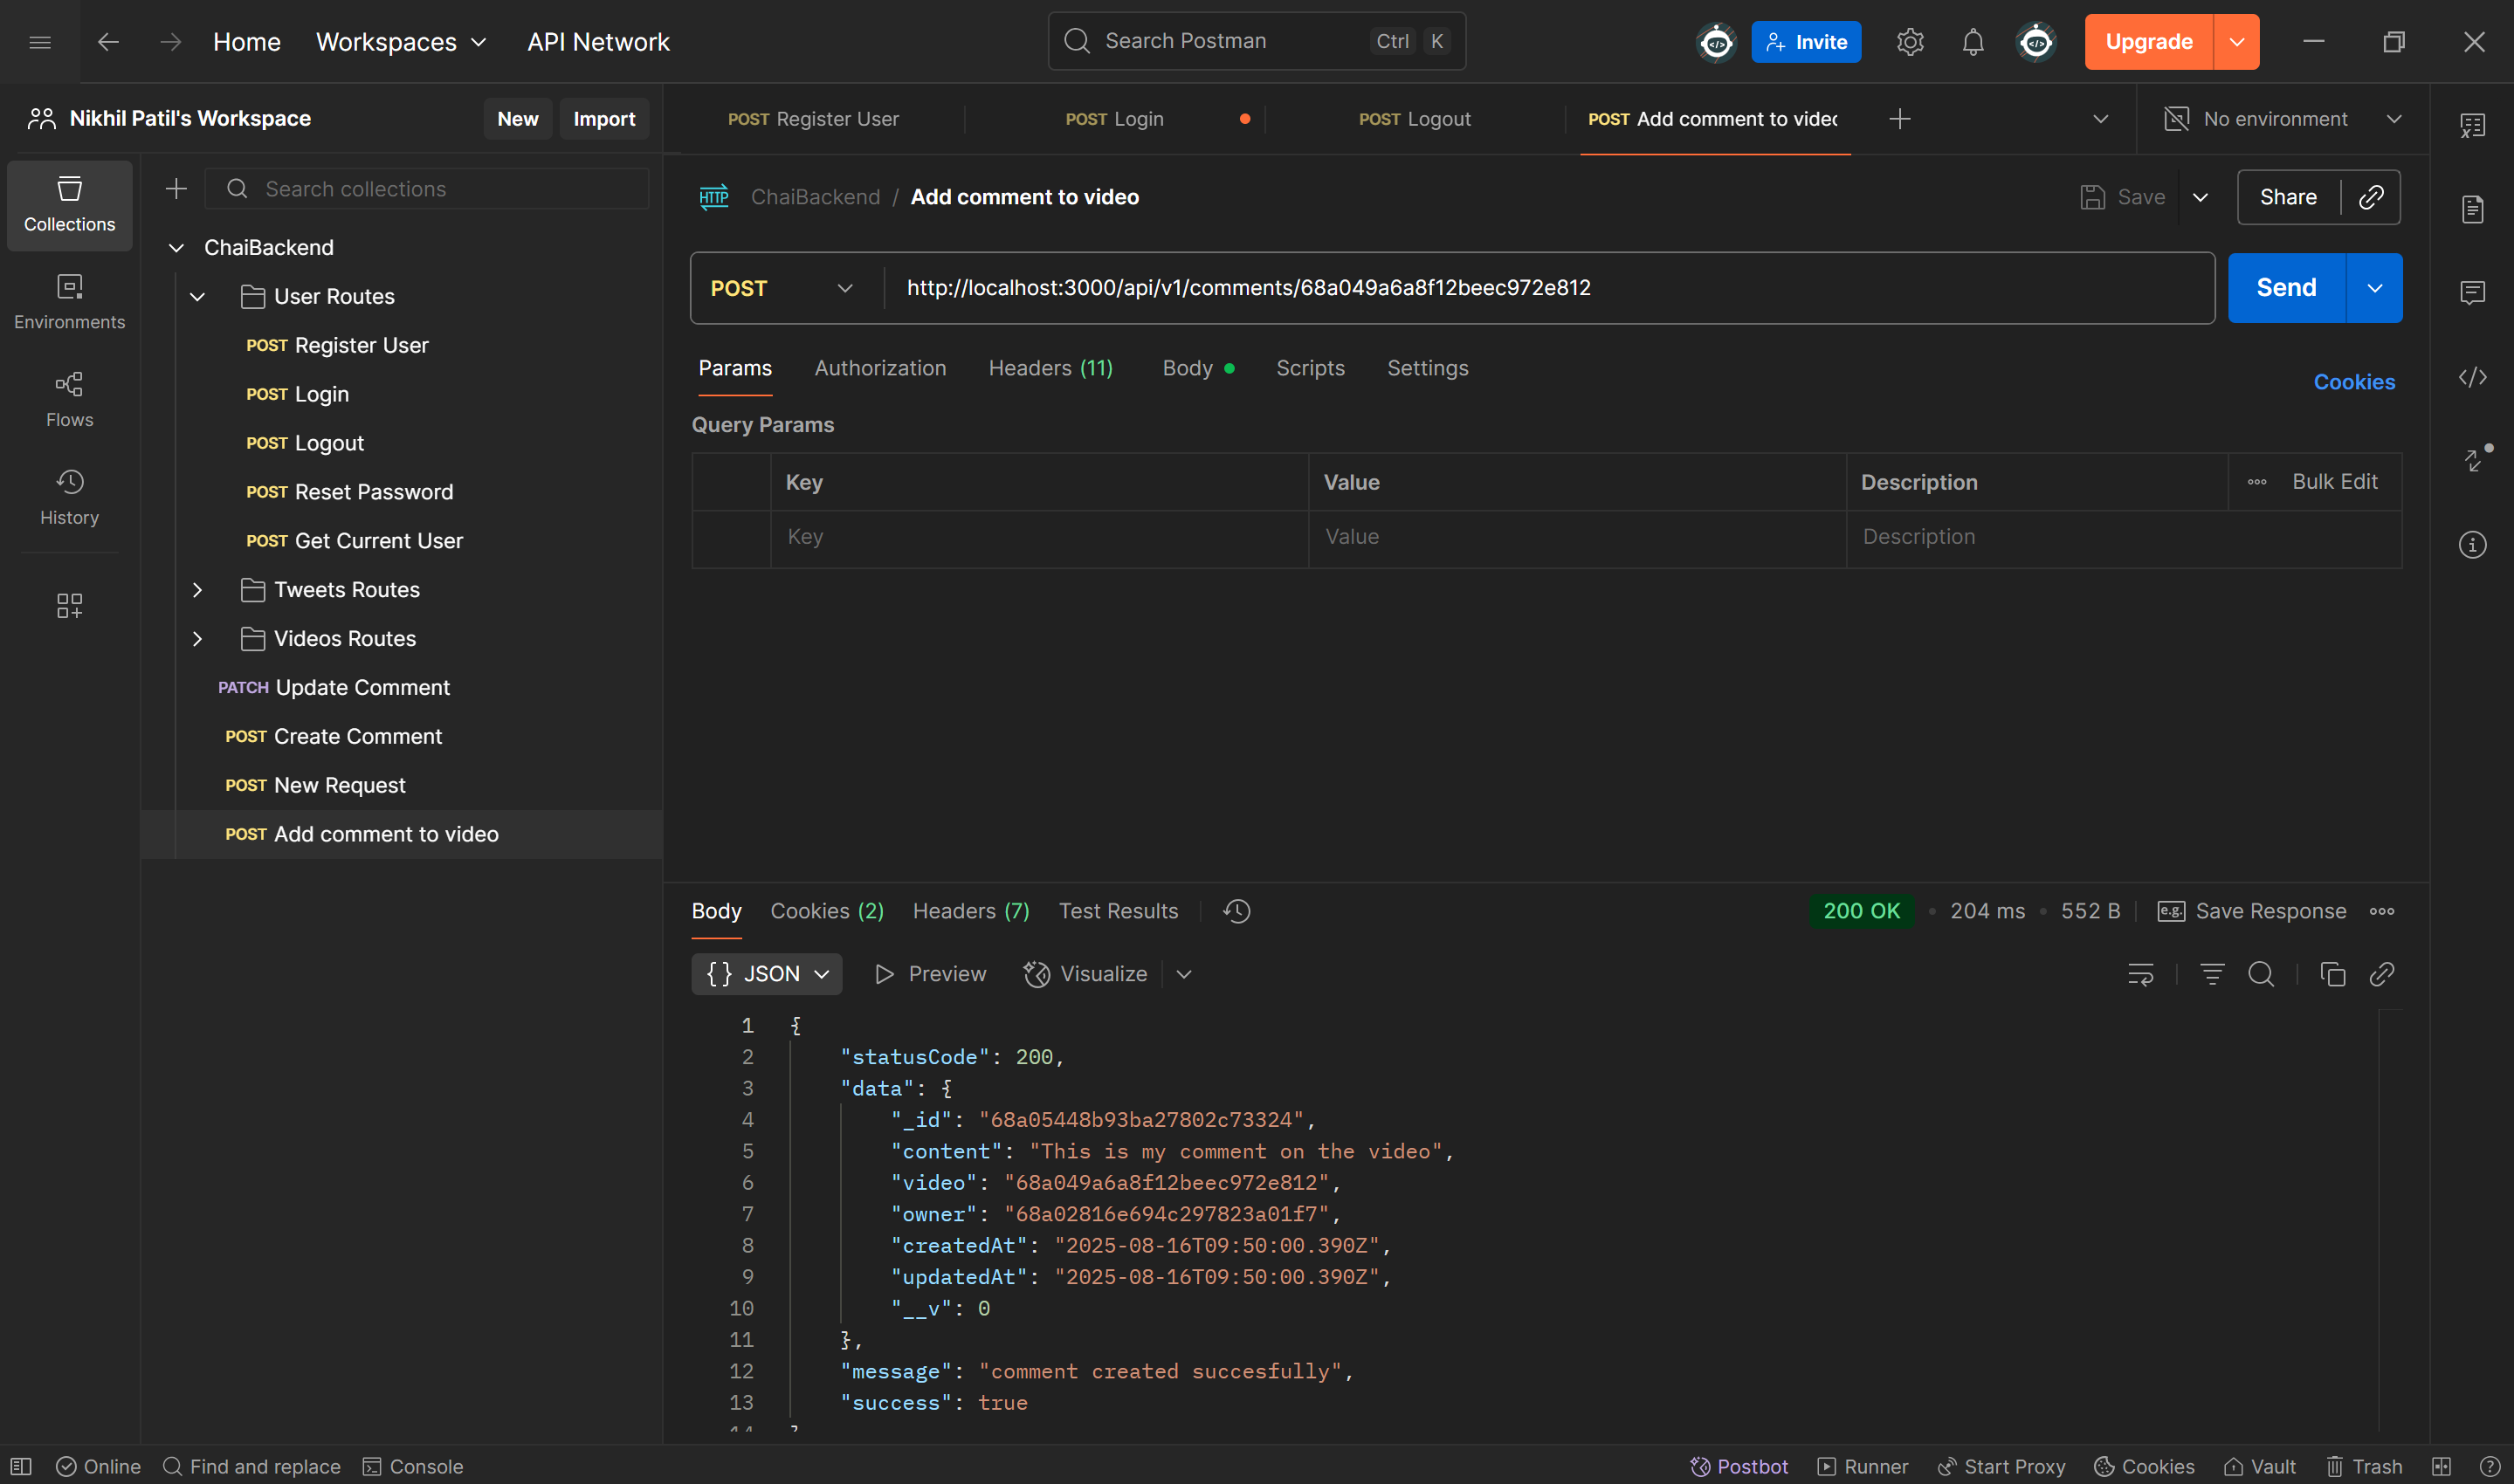 Home Workspaces API Network Search Postman Ctrl K Invite Upgrade
Nikhil Patil's Workspace New Import
POST Register User POST Login POST Logout POST Add comment to video No environment
Collections
Environments
Flows
History
Search collections
ChaiBackend
User Routes
POST Register User
POST Login
POST Logout
POST Reset Password
POST Get Current User
Tweets Routes
Videos Routes
PATCH Update Comment
POST Create Comment
POST New Request
POST Add comment to video
HTTP ChaiBackend / Add comment to video Save Share
POST http://localhost:3000/api/v1/comments/68a049a6a8f12beec972e812 Send
Params Authorization Headers (11) Body Scripts Settings Cookies
Query Params
Key Value Description Bulk Edit
Key Value Description
Body Cookies (2) Headers (7) Test Results 200 OK 204 ms 552 B e.g. Save Response
{} JSON Preview Visualize
1 {
2 "statusCode": 200,
3 "data": {
4 "_id": "68a05448b93ba27802c73324",
5 "content": "This is my comment on the video",
6 "video": "68a049a6a8f12beec972e812",
7 "owner": "68a02816e694c297823a01f7",
8 "createdAt": "2025-08-16T09:50:00.390Z",
9 "updatedAt": "2025-08-16T09:50:00.390Z",
10 "__v": 0
11 },
12 "message": "comment created succesfully",
13 "success": true
14 }
Online Find and replace Console Postbot Runner Start Proxy Cookies Vault Trash